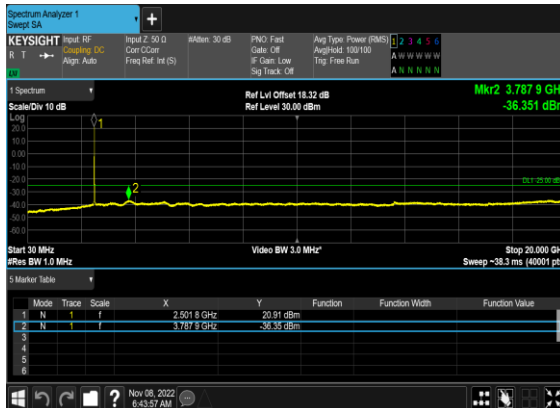 Spectrum Analyzer 1
Swept SA
KEYSIGHT
R T
Input: RF
Coupling: DC
Align: Auto
Input Z: 50 Ω
Corr CCorr
Freq Ref: Int (S)
#Atten: 30 dB
PNO: Fast
Gate: Off
IF Gain: Low
Sig Track: Off
Avg Type: Power (RMS)
Avg|Hold: 100/100
Trig: Free Run
1 2 3 4 5 6
A W W W W W
A N N N N N
1 Spectrum
Scale/Div 10 dB
Ref Lvl Offset 18.32 dB
Ref Level 30.00 dBm
Mkr2 3.787 9 GHz
-36.351 dBm
Log
20.0
10.0
0.00
-10.0
-20.0
-30.0
-40.0
-50.0
-60.0
1
2
DL1 -25.00 dB
Start 30 MHz
#Res BW 1.0 MHz
Video BW 3.0 MHz*
Stop 20.000 GH
Sweep ~38.3 ms (40001 pt
5 Marker Table
Mode Trace Scale X Y Function Function Width Function Value
1 N 1 f 2.501 8 GHz 20.91 dBm
2 N 1 f 3.787 9 GHz -36.35 dBm
3
4
5
6
?
Nov 08, 2022
6:43:57 AM